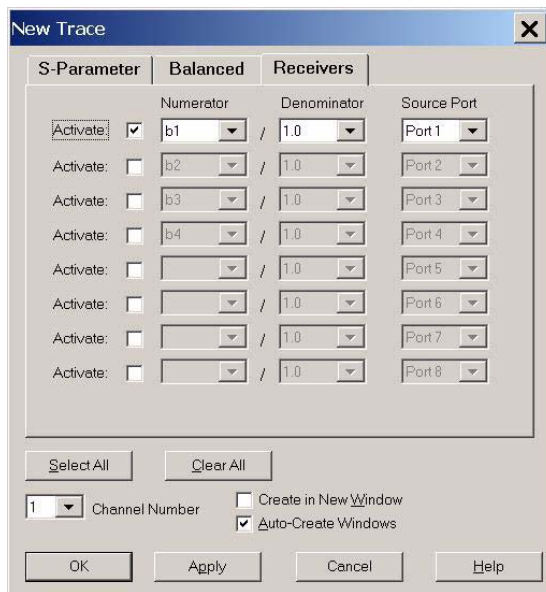 New Trace
S-Parameter Balanced Receivers
Numerator Denominator Source Port
Activate: b1 / 1.0 Port 1
Activate: b2 / 1.0 Port 2
Activate: b3 / 1.0 Port 3
Activate: b4 / 1.0 Port 4
Activate: / 1.0 Port 5
Activate: / 1.0 Port 6
Activate: / 1.0 Port 7
Activate: / 1.0 Port 8
Select All Clear All
1 Channel Number
Create in New Window
Auto-Create Windows
OK Apply Cancel Help